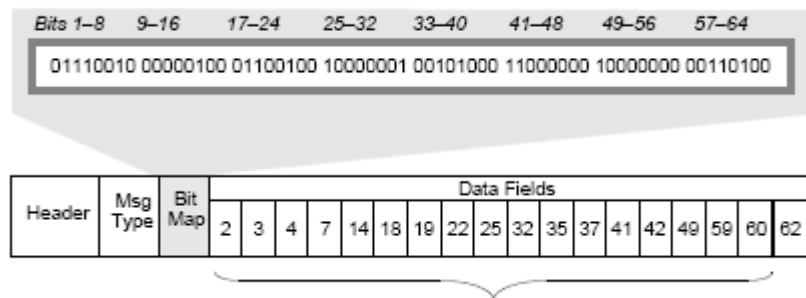 Bits 1–8 9–16 17–24 25–32 33–40 41–48 49–56 57–64
01110010 00000100 01100100 10000001 00101000 11000000 10000000 00110100
Header Msg Type Bit Map Data Fields
2 3 4 7 14 18 19 22 25 32 35 37 41 42 49 59 60 62